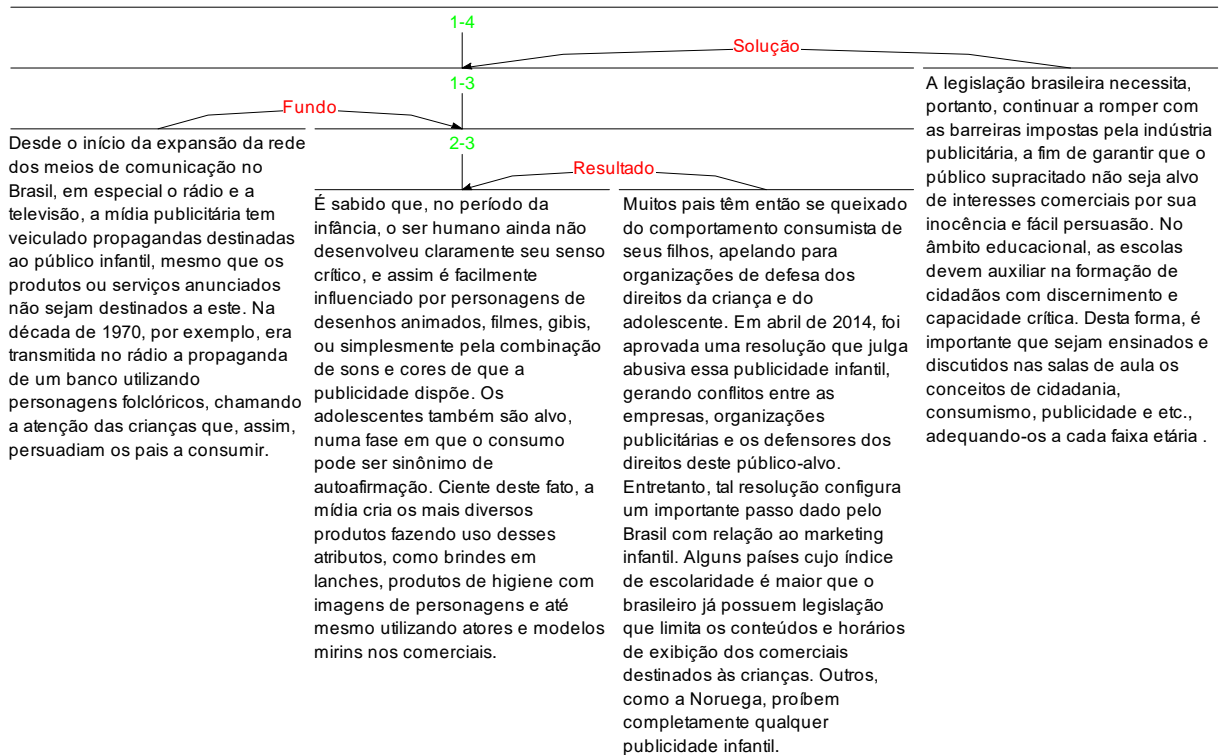 1-4
Solução
1-3
Fundo
2-3
Resultado
Desde o início da expansão da rede
dos meios de comunicação no
Brasil, em especial o rádio e a
televisão, a mídia publicitária tem
veiculado propagandas destinadas
ao público infantil, mesmo que os
produtos ou serviços anunciados
não sejam destinados a este. Na
década de 1970, por exemplo, era
transmitida no rádio a propaganda
de um banco utilizando
personagens folclóricos, chamando
a atenção das crianças que, assim,
persuadiam os pais a consumir.
É sabido que, no período da
infância, o ser humano ainda não
desenvolveu claramente seu senso
crítico, e assim é facilmente
influenciado por personagens de
desenhos animados, filmes, gibis,
ou simplesmente pela combinação
de sons e cores de que a
publicidade dispõe. Os
adolescentes também são alvo,
numa fase em que o consumo
pode ser sinônimo de
autoafirmação. Ciente deste fato, a
mídia cria os mais diversos
produtos fazendo uso desses
atributos, como brindes em
lanches, produtos de higiene com
imagens de personagens e até
mesmo utilizando atores e modelos
mirins nos comerciais.
Muitos pais têm então se queixado
do comportamento consumista de
seus filhos, apelando para
organizações de defesa dos
direitos da criança e do
adolescente. Em abril de 2014, foi
aprovada uma resolução que julga
abusiva essa publicidade infantil,
gerando conflitos entre as
empresas, organizações
publicitárias e os defensores dos
direitos deste público-alvo.
Entretanto, tal resolução configura
um importante passo dado pelo
Brasil com relação ao marketing
infantil. Alguns países cujo índice
de escolaridade é maior que o
brasileiro já possuem legislação
que limita os conteúdos e horários
de exibição dos comerciais
destinados às crianças. Outros,
como a Noruega, proíbem
completamente qualquer
publicidade infantil.
A legislação brasileira necessita,
portanto, continuar a romper com
as barreiras impostas pela indústria
publicitária, a fim de garantir que o
público supracitado não seja alvo
de interesses comerciais por sua
inocência e fácil persuasão. No
âmbito educacional, as escolas
devem auxiliar na formação de
cidadãos com discernimento e
capacidade crítica. Desta forma, é
importante que sejam ensinados e
discutidos nas salas de aula os
conceitos de cidadania,
consumismo, publicidade e etc.,
adequando-os a cada faixa etária .